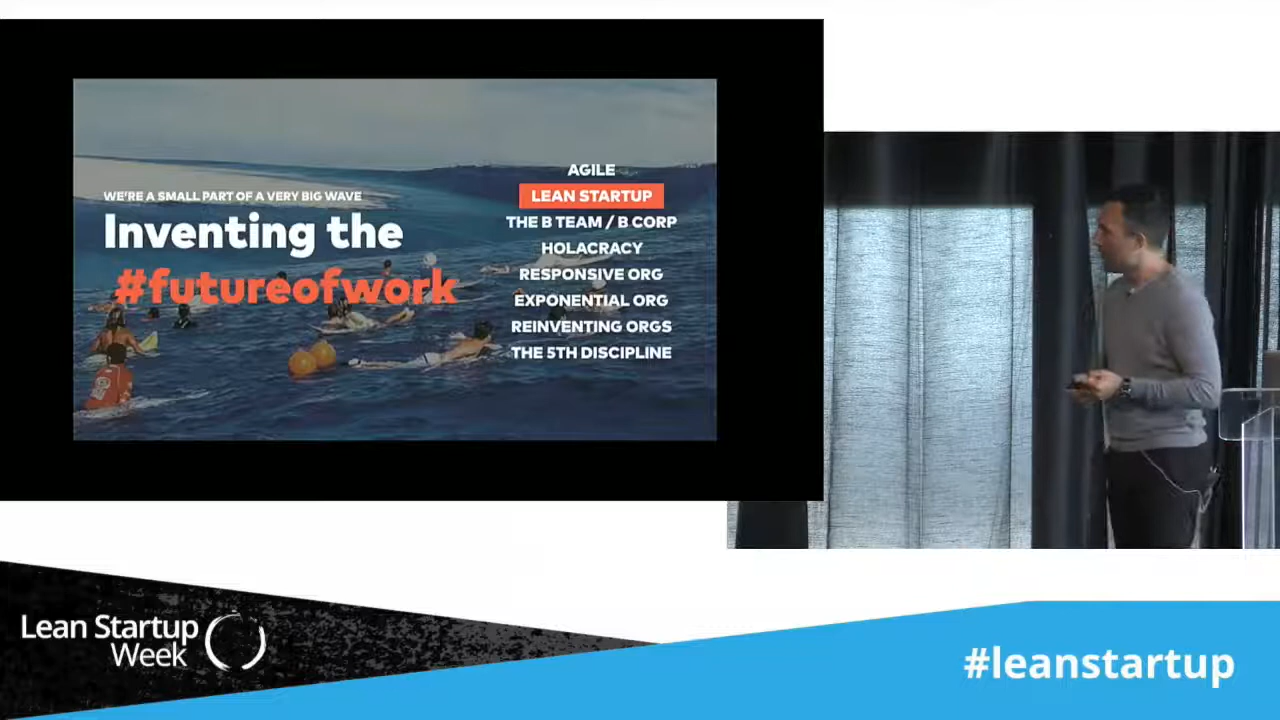 WE'RE A SMALL PART OF A VERY BIG WAVE
Inventing the
#futureofwork
AGILE
LEAN STARTUP
THE B TEAM / B CORP
HOLACRACY
RESPONSIVE ORG
EXPONENTIAL ORG
REINVENTING ORGS
THE 5TH DISCIPLINE
Lean Startup
Week
#leanstartup